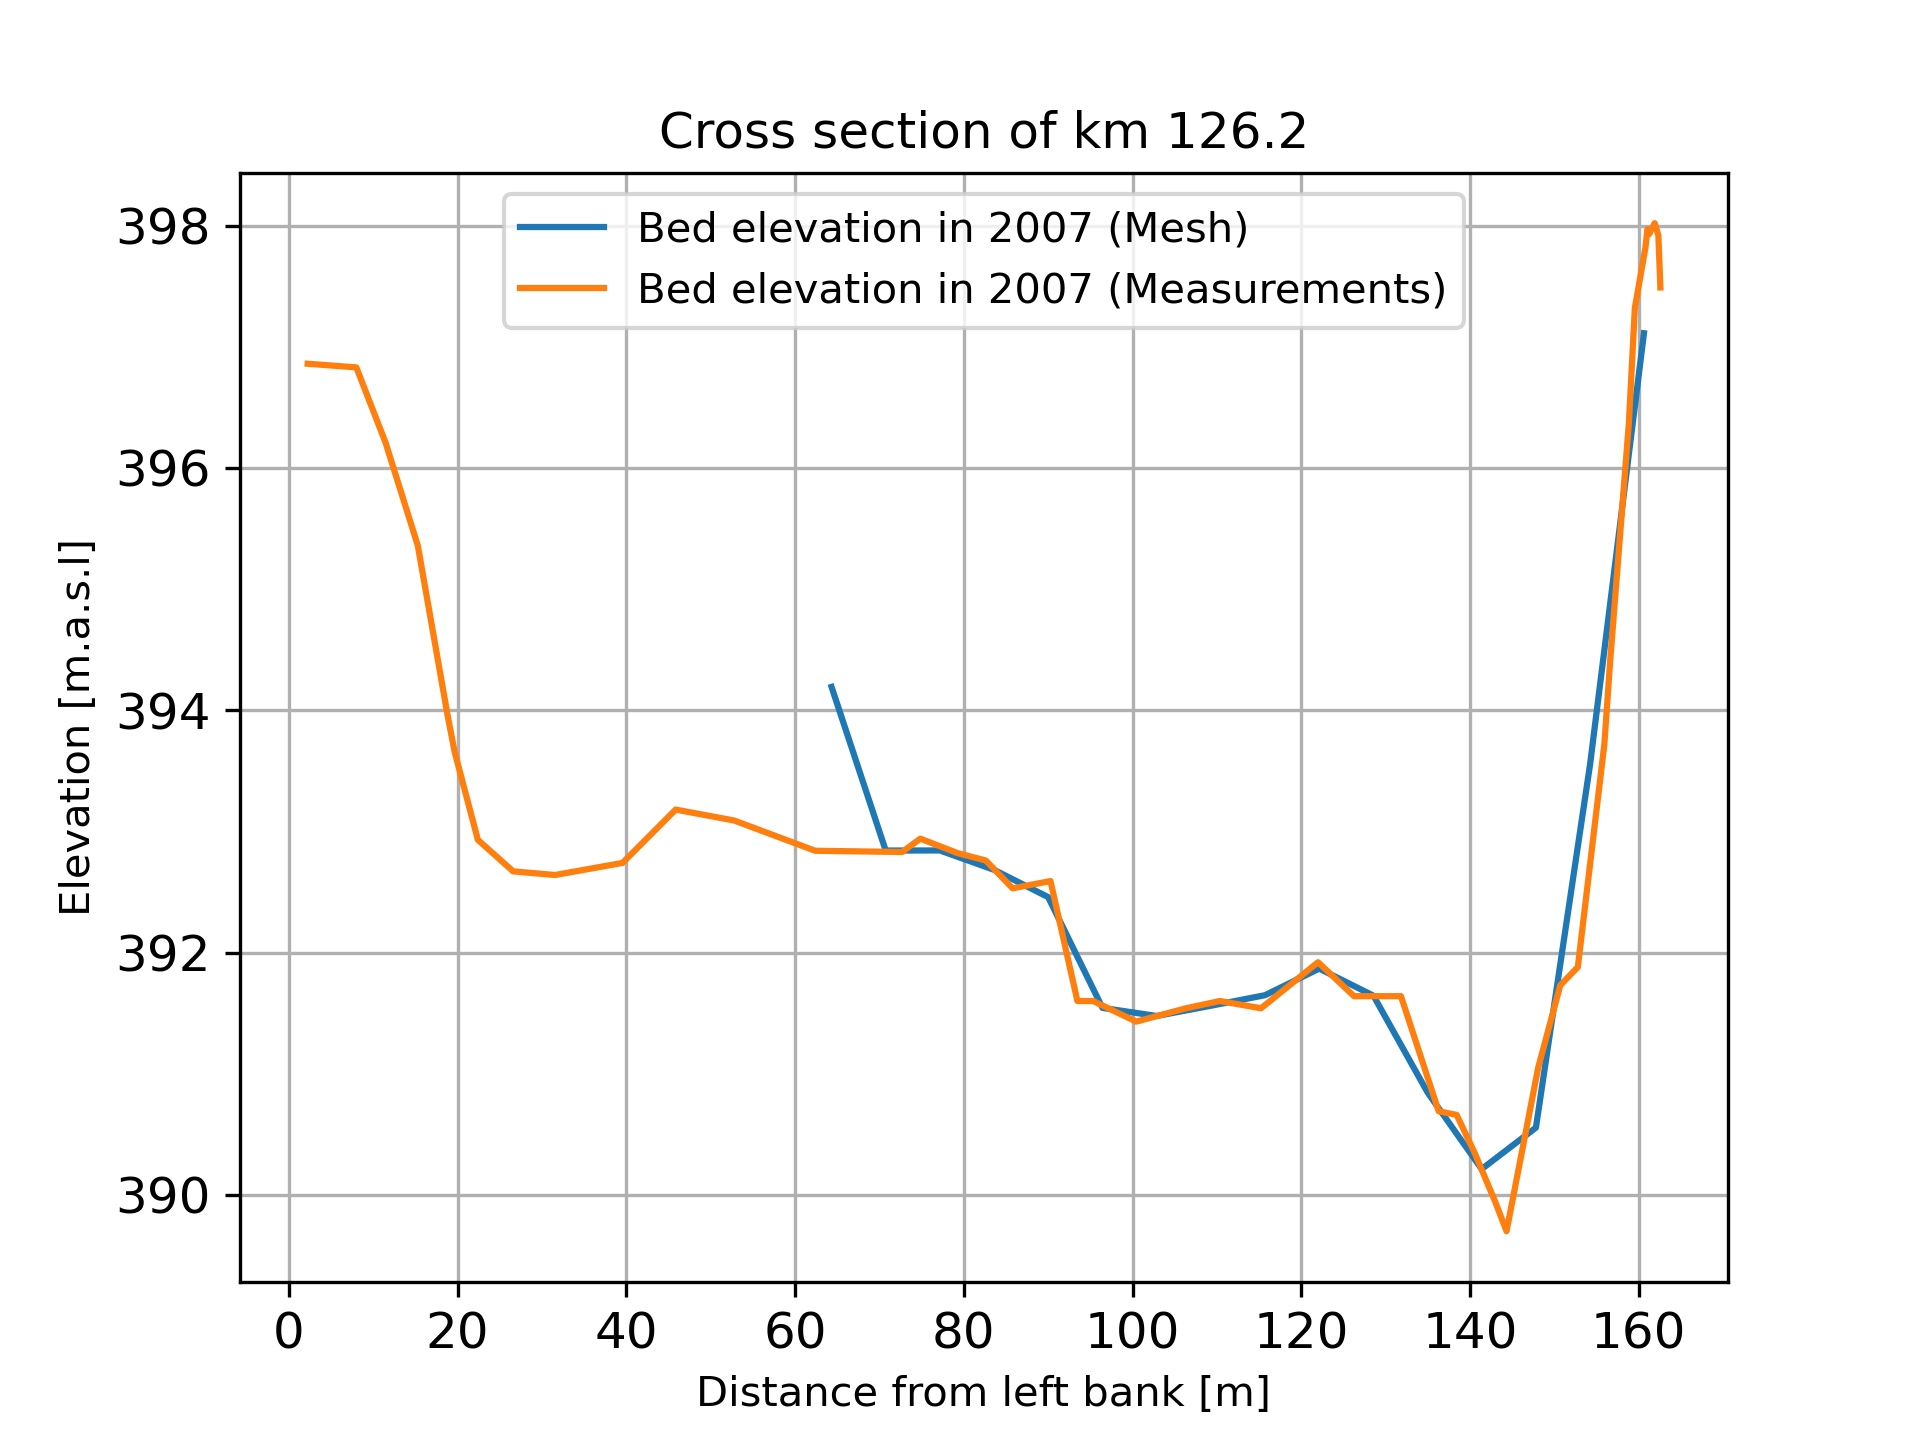 Cross section of km 126.2
Bed elevation in 2007 (Mesh)
Bed elevation in 2007 (Measurements)
398
396
394
392
390
Elevation [m.a.s.l]
0 20 40 60 80 100 120 140 160
Distance from left bank [m]